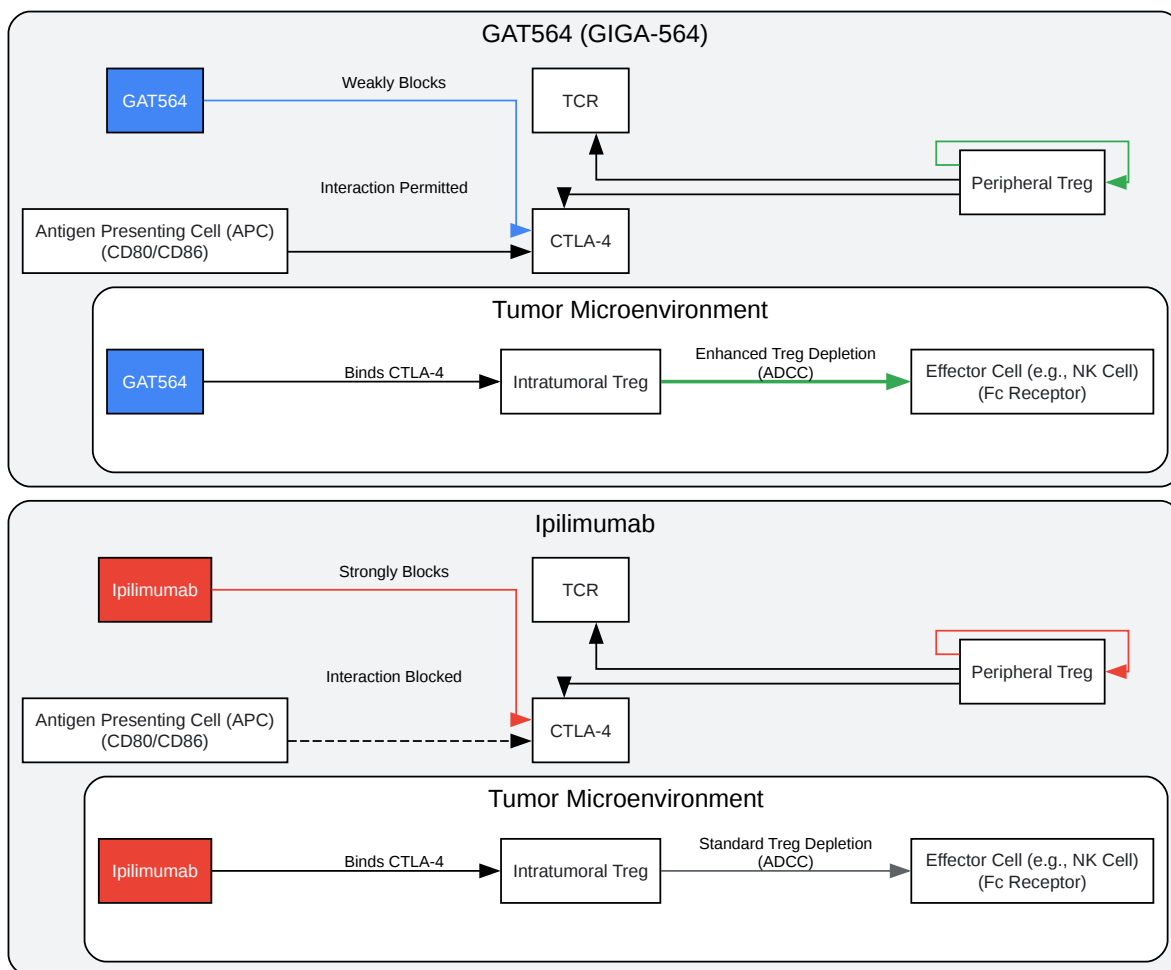 GAT564 (GIGA-564)
GAT564
Weakly Blocks
TCR
Peripheral Treg
Interaction Permitted
Antigen Presenting Cell (APC)
(CD80/CD86)
CTLA-4
Tumor Microenvironment
GAT564
Binds CTLA-4
Intratumoral Treg
Enhanced Treg Depletion
(ADCC)
Effector Cell (e.g., NK Cell)
(Fc Receptor)
Ipilimumab
Ipilimumab
Strongly Blocks
TCR
Peripheral Treg
Interaction Blocked
Antigen Presenting Cell (APC)
(CD80/CD86)
CTLA-4
Tumor Microenvironment
Ipilimumab
Binds CTLA-4
Intratumoral Treg
Standard Treg Depletion
(ADCC)
Effector Cell (e.g., NK Cell)
(Fc Receptor)